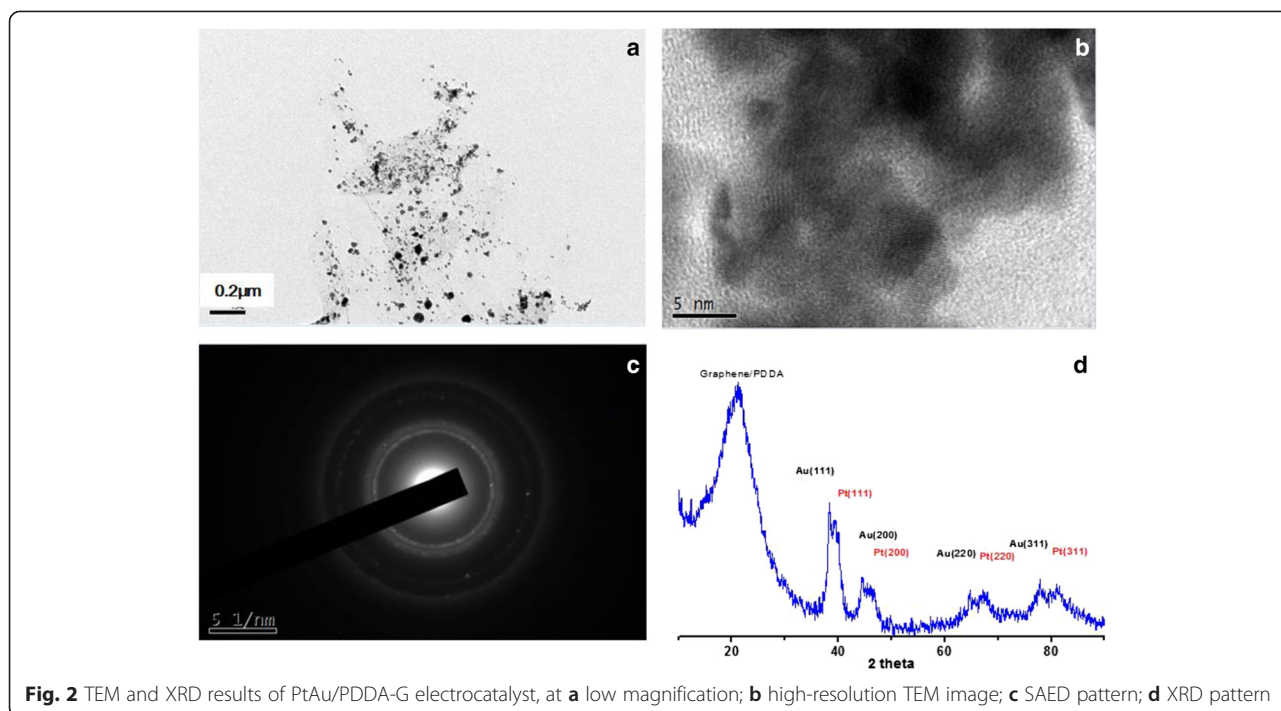 a
0.2µm
b
5 nm
c
5 1/nm
d
Graphene/PDDA
Au(111)
Pt(111)
Au(200)
Pt(200)
Au(220)
Pt(220)
Au(311)
Pt(311)
20 40 60 80
2 theta
Fig. 2 TEM and XRD results of PtAu/PDDA-G electrocatalyst, at a low magnification; b high-resolution TEM image; c SAED pattern; d XRD pattern